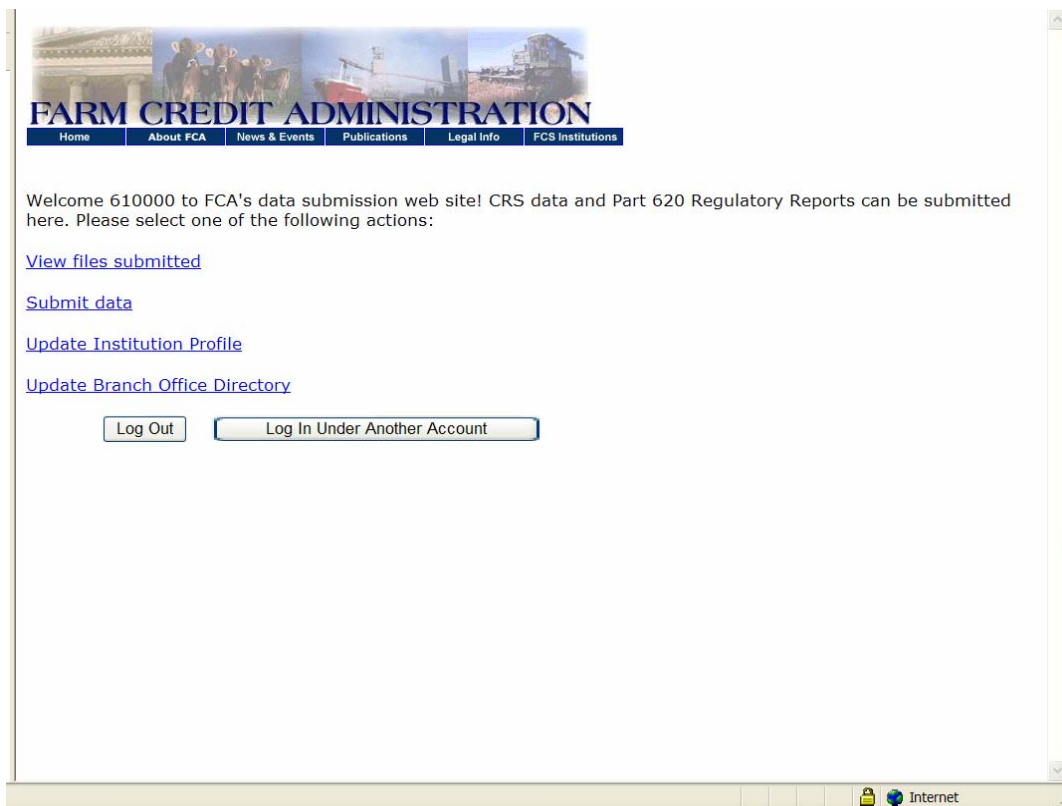 FARM CREDIT ADMINISTRATION
Home About FCA News & Events Publications Legal Info FCS Institutions
Welcome 610000 to FCA's data submission web site! CRS data and Part 620 Regulatory Reports can be submitted
here. Please select one of the following actions:
View files submitted
Submit data
Update Institution Profile
Update Branch Office Directory
Log Out Log In Under Another Account
Internet